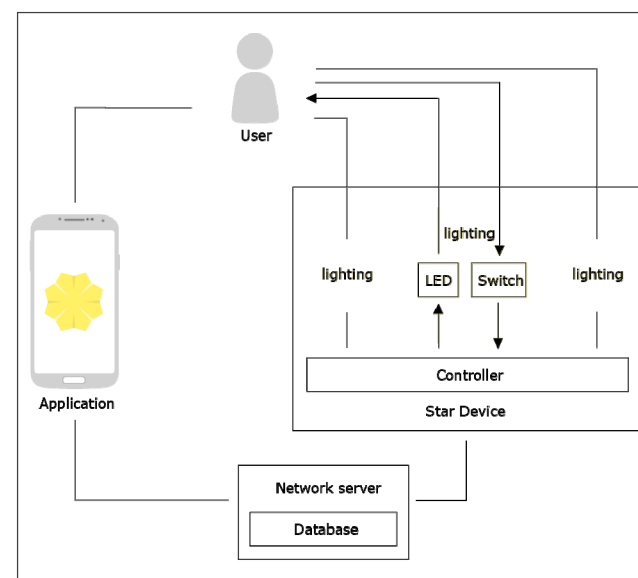 User
lighting
lighting
LED
Switch
lighting
Controller
Application
Star Device
Network server
Database